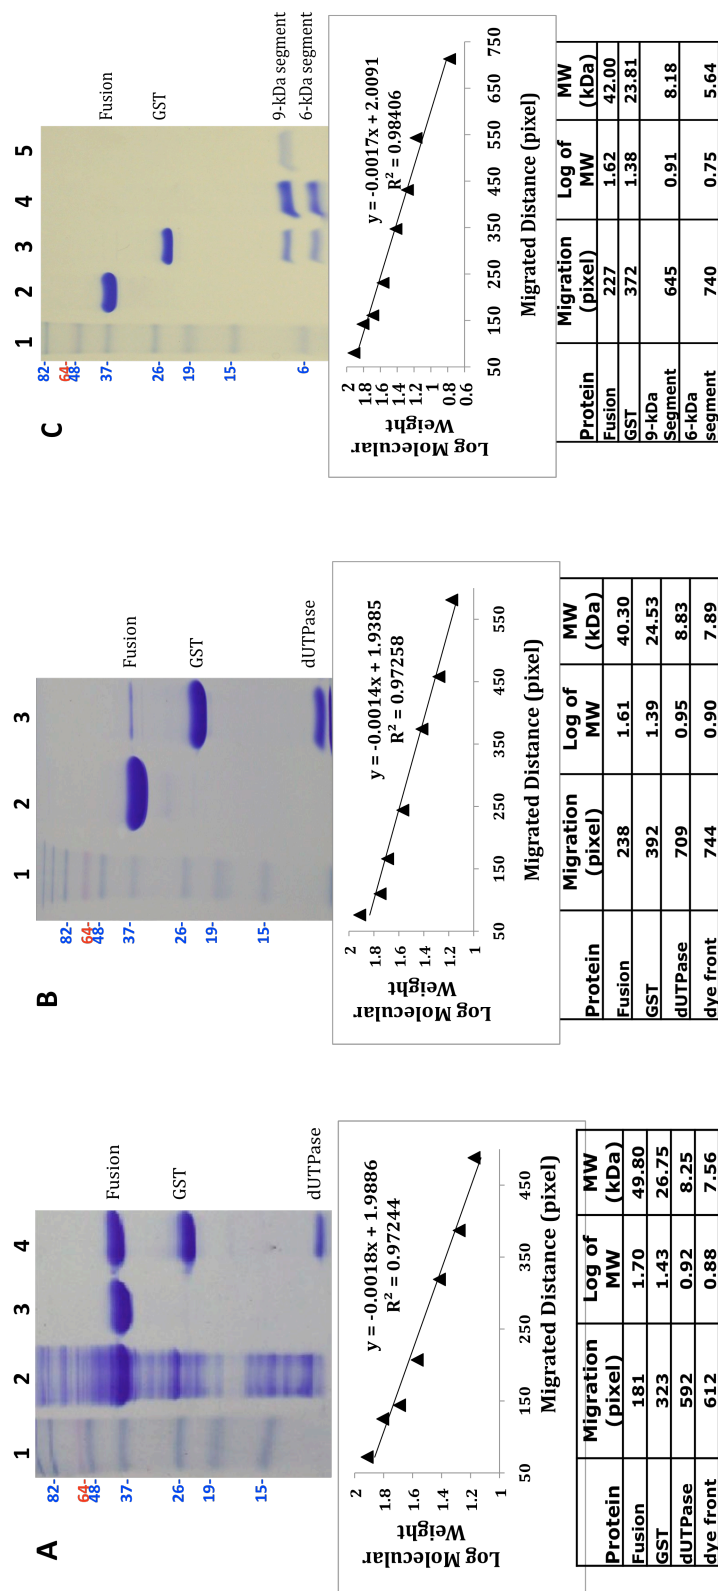 A
1 2 3 4
82-
64-
48-
37-
26-
19-
15-
Fusion
GST
dUTPase
y = -0.0018x + 1.9886
R² = 0.97244
2
1.8
1.6
1.4
1.2
1
Log Molecular
Weight
50 150 250 350 450
Migrated Distance (pixel)
Protein Migration (pixel) Log of MW MW (kDa)
Fusion 181 1.70 49.80
GST 323 1.43 26.75
dUTPase 592 0.92 8.25
dye front 612 0.88 7.56
B
1 2 3
82-
64-
48-
37-
26-
19-
15-
Fusion
GST
dUTPase
y = -0.0014x + 1.9385
R² = 0.97258
2
1.8
1.6
1.4
1.2
1
Log Molecular
Weight
50 150 250 350 450 550
Migrated Distance (pixel)
Protein Migration (pixel) Log of MW MW (kDa)
Fusion 238 1.61 40.30
GST 392 1.39 24.53
dUTPase 709 0.95 8.83
dye front 744 0.90 7.89
C
1 2 3 4 5
82-
64-
48-
37-
26-
19-
15-
6-
Fusion
GST
9-kDa segment
6-kDa segment
y = -0.0017x + 2.0091
R² = 0.98406
2
1.8
1.6
1.4
1.2
1
0.8
0.6
Log Molecular
Weight
50 150 250 350 450 550 650 750
Migrated Distance (pixel)
Protein Migration (pixel) Log of MW MW (kDa)
Fusion 227 1.62 42.00
GST 372 1.38 23.81
9-kDa Segment 645 0.91 8.18
6-kDa segment 740 0.75 5.64